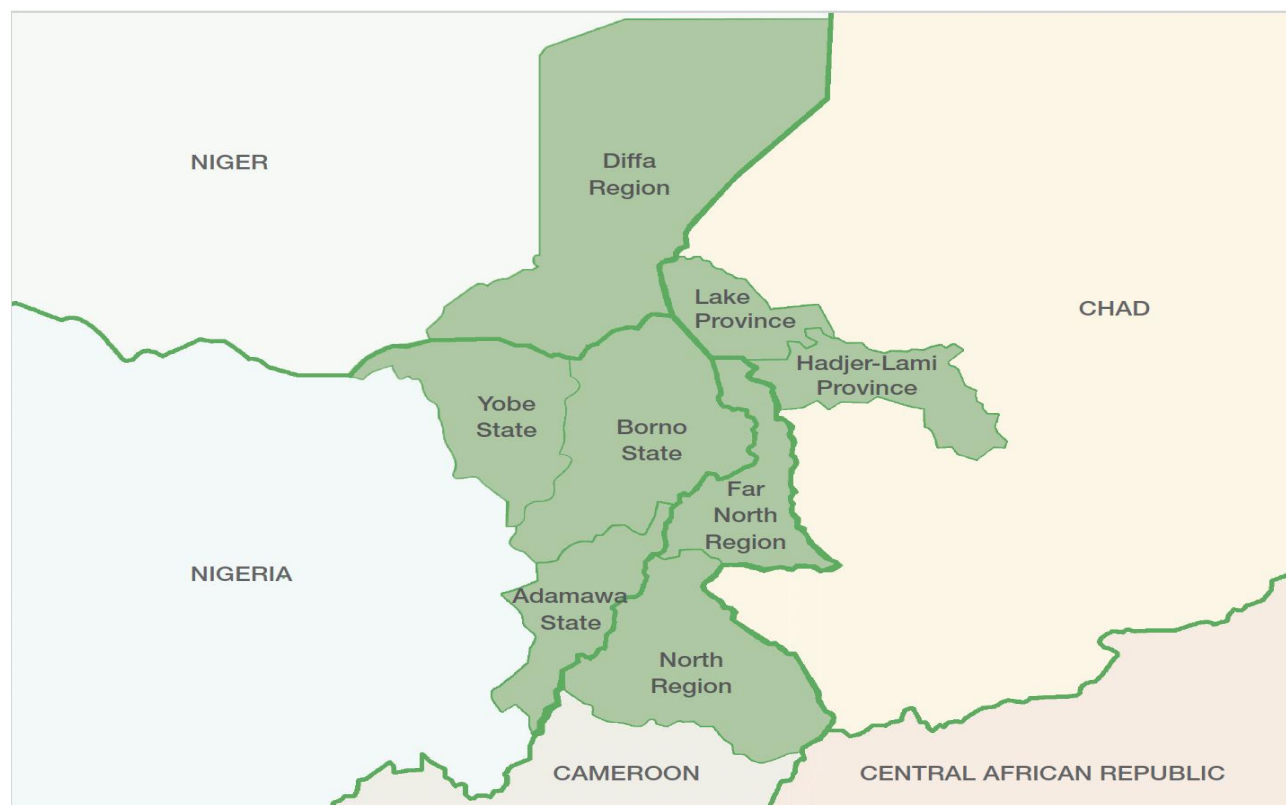 NIGER
Diffa
Region
Lake
Province
CHAD
Hadjer-Lami
Province
Yobe
State
Borno
State
Far
North
Region
NIGERIA
Adamawa
State
North
Region
CAMEROON
CENTRAL AFRICAN REPUBLIC